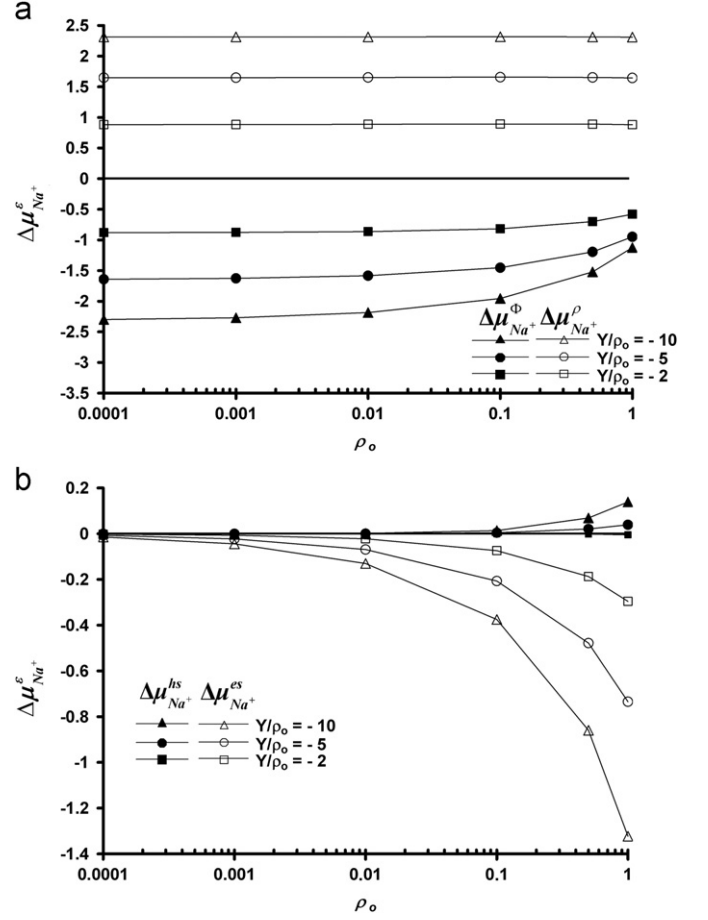 a
2.5
2
1.5
1
0.5
0
-0.5
-1
-1.5
-2
-2.5
-3
-3.5
Δμ^ε_Na⁺
Δμ^Φ_Na⁺ Δμ^ρ_Na⁺
Y/ρₒ = - 10
Y/ρₒ = - 5
Y/ρₒ = - 2
0.0001 0.001 0.01 0.1 1
ρₒ
b
0.2
0
-0.2
-0.4
-0.6
-0.8
-1
-1.2
-1.4
Δμ^ε_Na⁺
Δμ^hs_Na⁺ Δμ^es_Na⁺
Y/ρₒ = - 10
Y/ρₒ = - 5
Y/ρₒ = - 2
0.0001 0.001 0.01 0.1 1
ρₒ